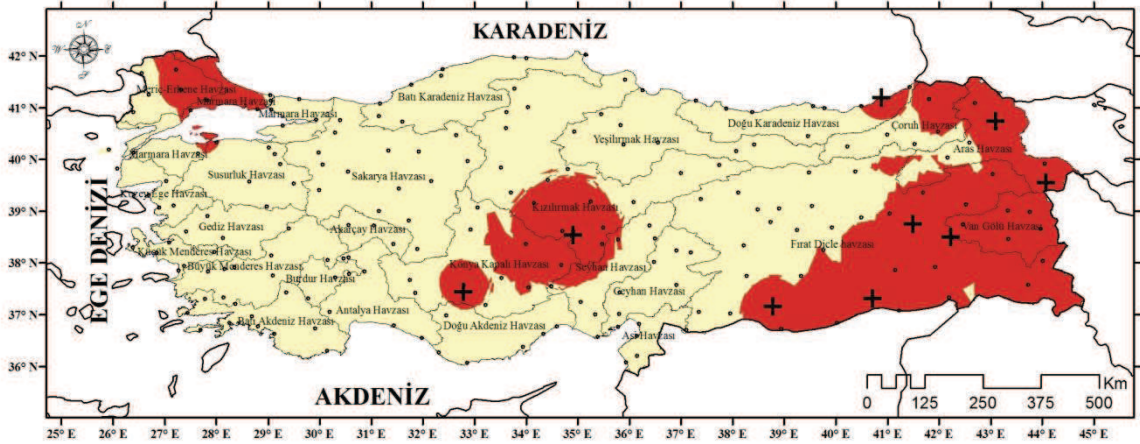 KARADENİZ
EGE DENİZİ
AKDENİZ
42° N
41° N
40° N
39° N
38° N
37° N
36° N
N
W
E
S
Meriç-Ergene Havzası
Marmara Havzası
Marmara Havzası
Marmara Havzası
Batı Karadeniz Havzası
Yeşilırmak Havzası
Doğu Karadeniz Havzası
Çoruh Havzası
Aras Havzası
Susurluk Havzası
Sakarya Havzası
Kuzey Ege Havzası
Kızılırmak Havzası
Gediz Havzası
Akarçay Havzası
Van Gölü Havzası
Fırat Dicle havzası
Küçük Menderes Havzası
Büyük Menderes Havzası
Konya Kapalı Havzası
Seyhan Havzası
Burdur Havzası
Ceyhan Havzası
Antalya Havzası
Batı Akdeniz Havzası
Doğu Akdeniz Havzası
Asi Havzası
Km
0 125 250 375 500
25° E 26° E 27° E 28° E 29° E 30° E 31° E 32° E 33° E 34° E 35° E 36° E 37° E 38° E 39° E 40° E 41° E 42° E 43° E 44° E 45° E